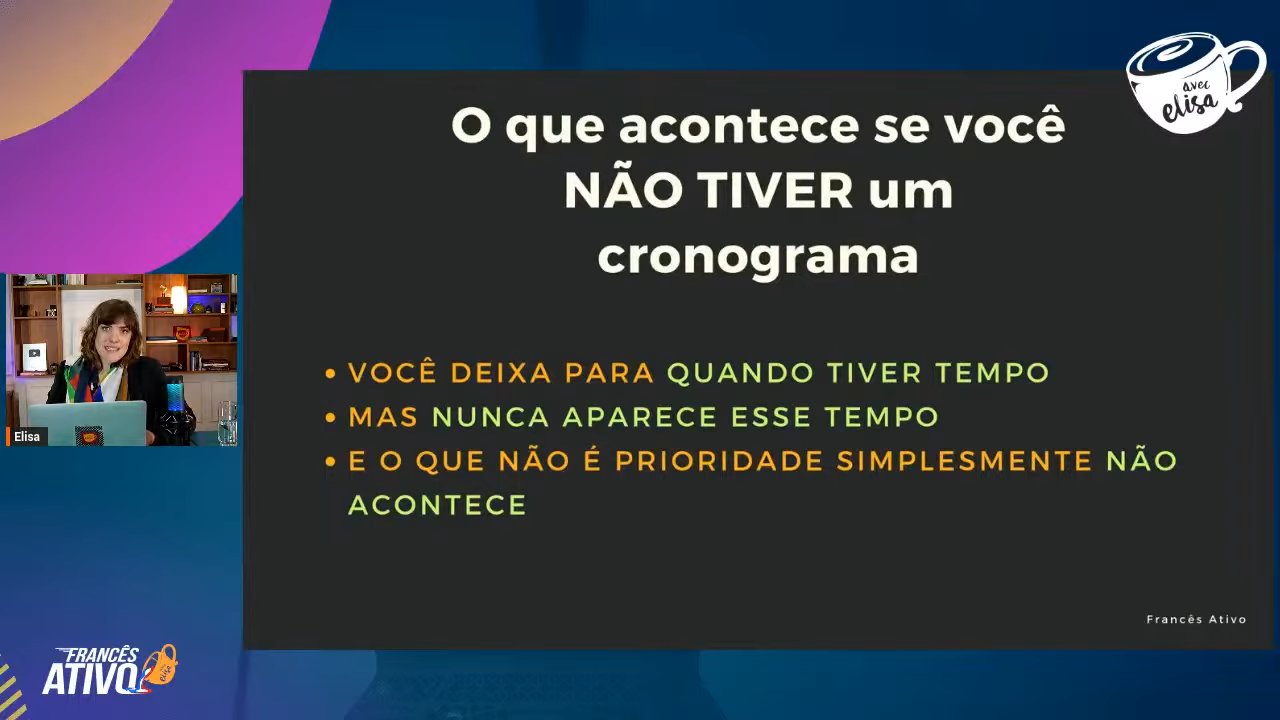 avec
elisa
O que acontece se você
NÃO TIVER um
cronograma
• VOCÊ DEIXA PARA QUANDO TIVER TEMPO
• MAS NUNCA APARECE ESSE TEMPO
• E O QUE NÃO É PRIORIDADE SIMPLESMENTE NÃO
ACONTECE
Elisa
Francês Ativo
FRANCÊS
ATIVO